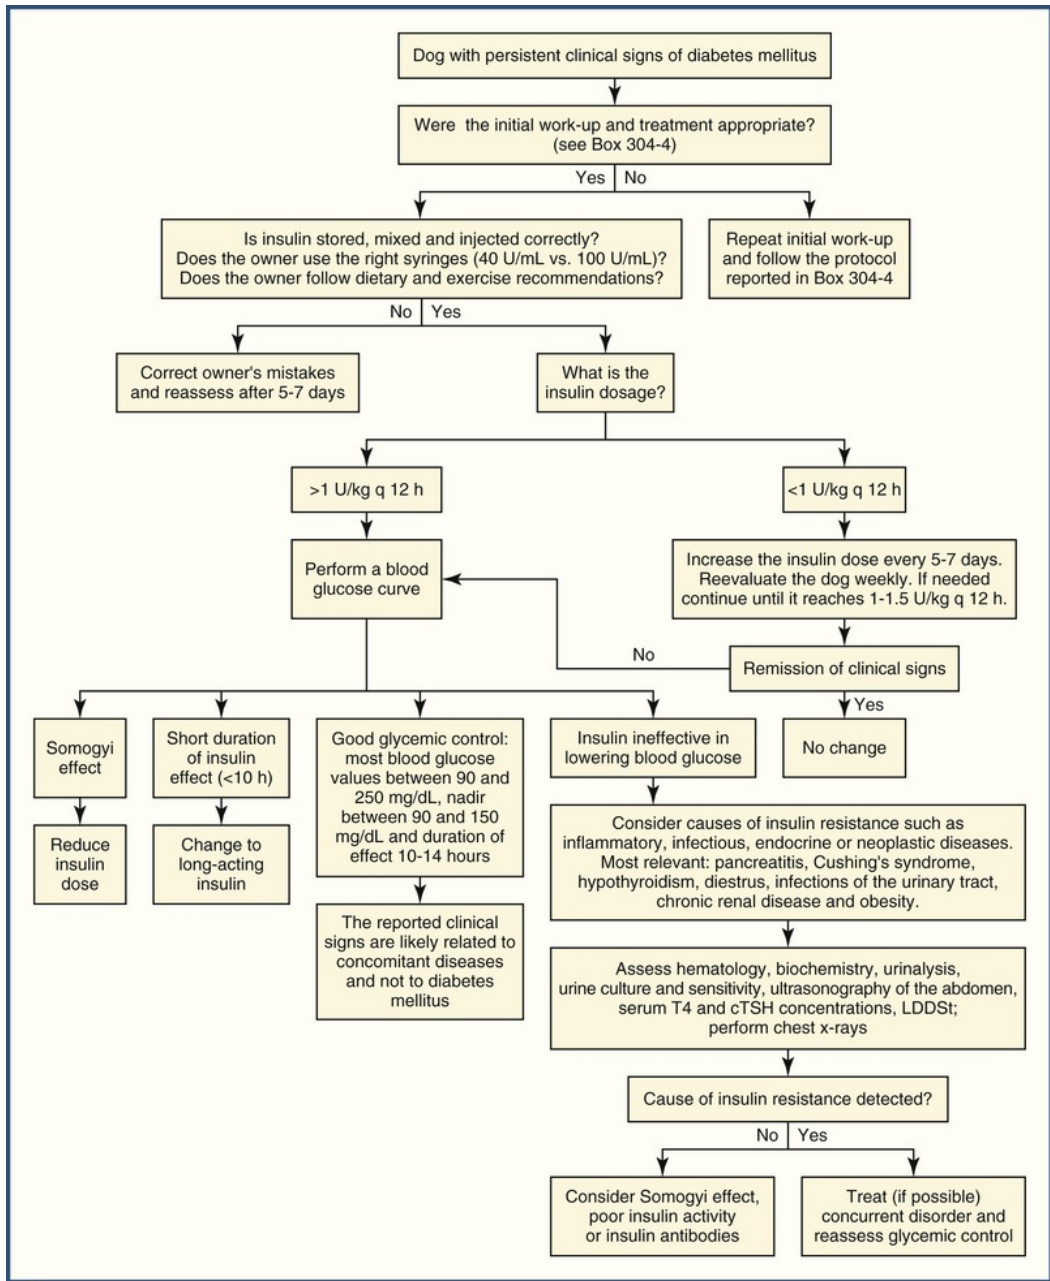 Dog with persistent clinical signs of diabetes mellitus
Were the initial work-up and treatment appropriate?
(see Box 304-4)
Yes
No
Is insulin stored, mixed and injected correctly?
Does the owner use the right syringes (40 U/mL vs. 100 U/mL)?
Does the owner follow dietary and exercise recommendations?
Repeat initial work-up
and follow the protocol
reported in Box 304-4
No
Yes
Correct owner's mistakes
and reassess after 5-7 days
What is the
insulin dosage?
>1 U/kg q 12 h
<1 U/kg q 12 h
Perform a blood
glucose curve
Increase the insulin dose every 5-7 days.
Reevaluate the dog weekly. If needed
continue until it reaches 1-1.5 U/kg q 12 h.
No
Remission of clinical signs
Yes
Somogyi
effect
Short duration
of insulin
effect (<10 h)
Good glycemic control:
most blood glucose
values between 90 and
250 mg/dL, nadir
between 90 and 150
mg/dL and duration of
effect 10-14 hours
Insulin ineffective in
lowering blood glucose
No change
Reduce
insulin
dose
Change to
long-acting
insulin
The reported clinical
signs are likely related to
concomitant diseases
and not to diabetes
mellitus
Consider causes of insulin resistance such as
inflammatory, infectious, endocrine or neoplastic diseases.
Most relevant: pancreatitis, Cushing's syndrome,
hypothyroidism, diestrus, infections of the urinary tract,
chronic renal disease and obesity.
Assess hematology, biochemistry, urinalysis,
urine culture and sensitivity, ultrasonography of the abdomen,
serum T4 and cTSH concentrations, LDDSt;
perform chest x-rays
Cause of insulin resistance detected?
No
Yes
Consider Somogyi effect,
poor insulin activity
or insulin antibodies
Treat (if possible)
concurrent disorder and
reassess glycemic control